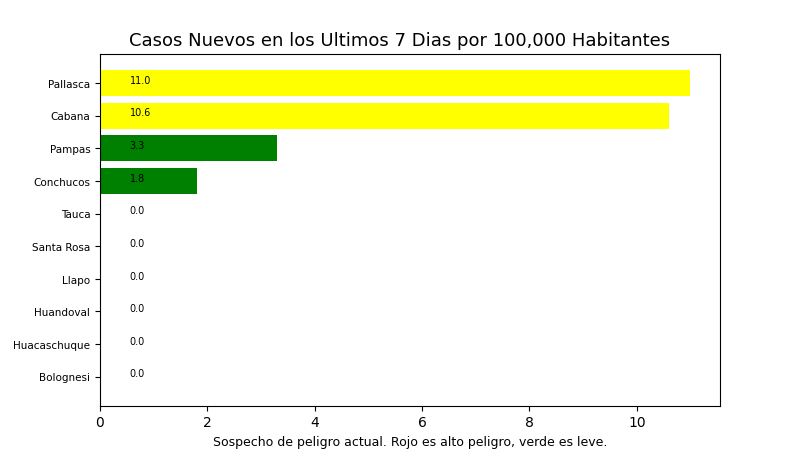 Casos Nuevos en los Ultimos 7 Dias por 100,000 Habitantes
Pallasca 11.0
Cabana 10.6
Pampas 3.3
Conchucos 1.8
Tauca 0.0
Santa Rosa 0.0
Llapo 0.0
Huandoval 0.0
Huacaschuque 0.0
Bolognesi 0.0
0 2 4 6 8 10
Sospecho de peligro actual. Rojo es alto peligro, verde es leve.